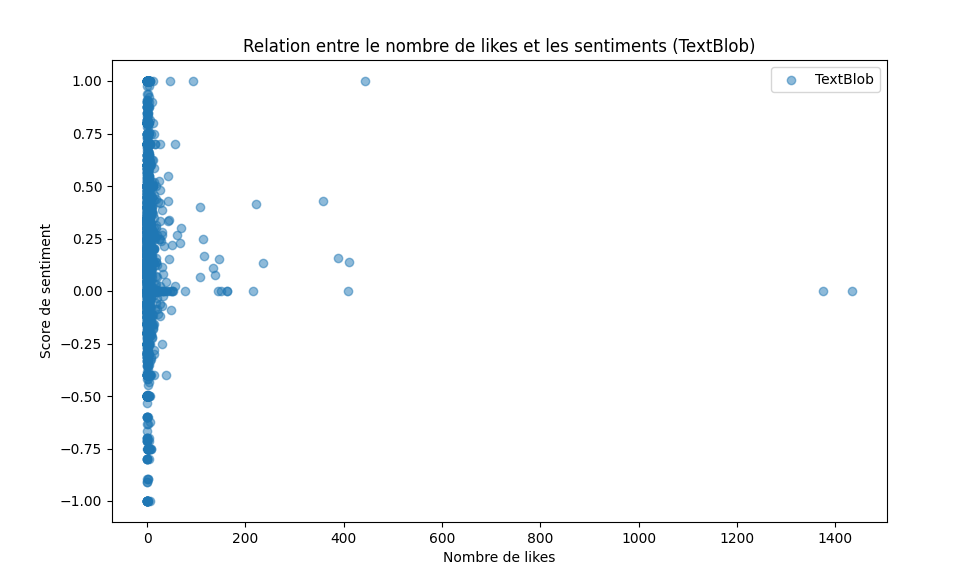 Relation entre le nombre de likes et les sentiments (TextBlob)
TextBlob
1.00
0.75
0.50
0.25
0.00
−0.25
−0.50
−0.75
−1.00
Score de sentiment
0 200 400 600 800 1000 1200 1400
Nombre de likes